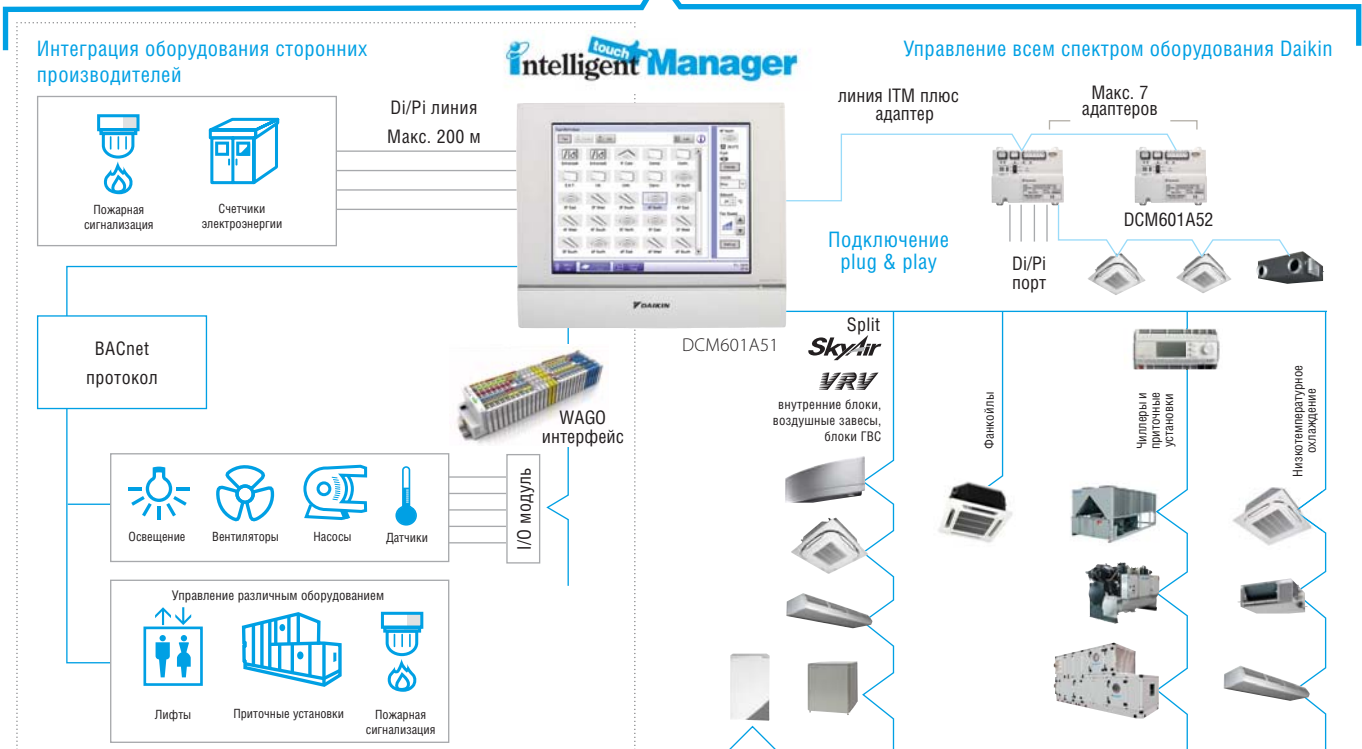 Интеграция оборудования сторонних
производителей
intelligent touch Manager
Управление всем спектром оборудования Daikin
Di/Pi линия
Макс. 200 м
Пожарная
сигнализация
Счетчики
электроэнергии
линия ITM плюс
адаптер
Макс. 7
адаптеров
DCM601A52
Подключение
plug & play
Di/Pi
порт
DAIKIN
DCM601A51
BACnet
протокол
WAGO
интерфейс
Split
SkyAir
VRV
внутренние блоки,
воздушные завесы,
блоки ГВС
Фанкойлы
Чиллеры и
приточные
установки
Низкотемпературное
охлаждение
Освещение
Вентиляторы
Насосы
Датчики
I/O модуль
Управление различным оборудованием
Лифты
Приточные установки
Пожарная
сигнализация